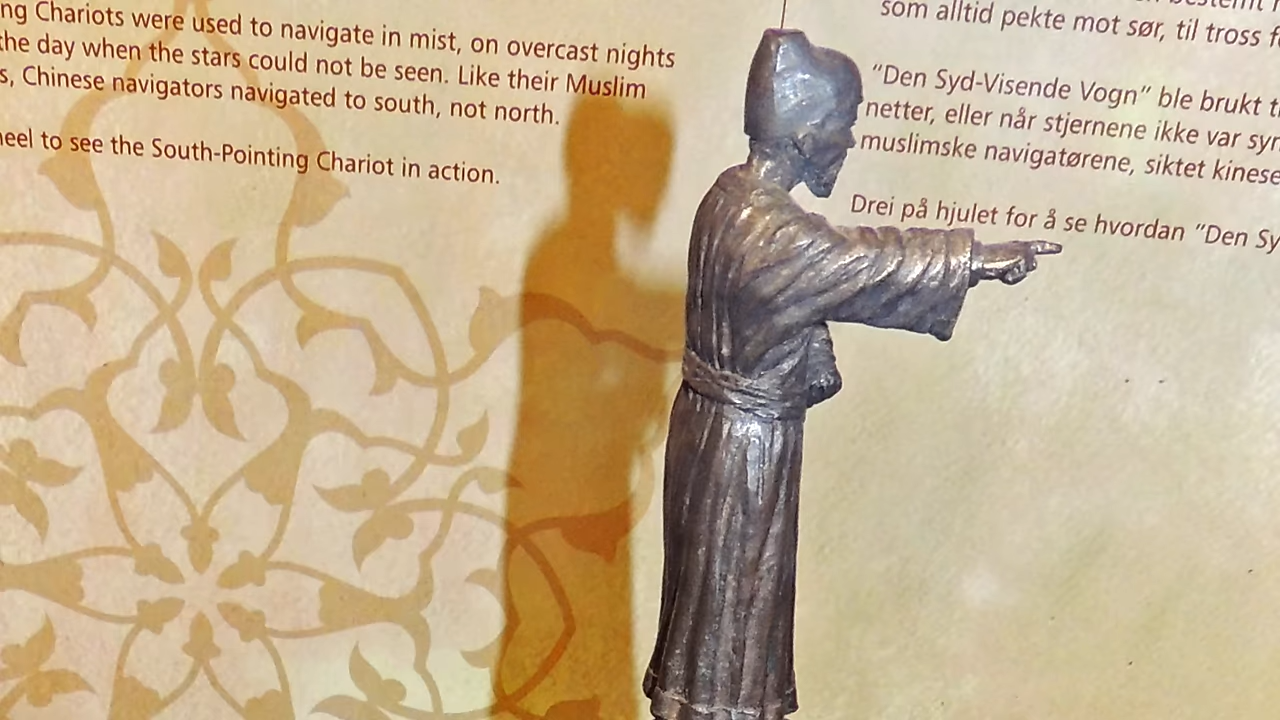 ng Chariots were used to navigate in mist, on overcast nights
the day when the stars could not be seen. Like their Muslim
s, Chinese navigators navigated to south, not north.
heel to see the South-Pointing Chariot in action.
som alltid pekte mot sør, til tross f
“Den Syd-Visende Vogn” ble brukt t
netter, eller når stjernene ikke var syn
muslimske navigatørene, siktet kinese
Drei på hjulet for å se hvordan “Den Sy